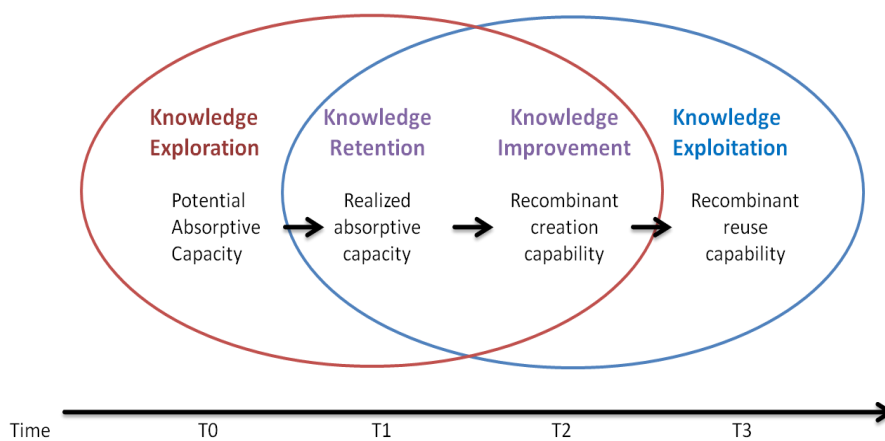 Knowledge
Exploration
Knowledge
Retention
Knowledge
Improvement
Knowledge
Exploitation
Potential
Absorptive
Capacity
Realized
absorptive
capacity
Recombinant
creation
capability
Recombinant
reuse
capability
Time T0 T1 T2 T3